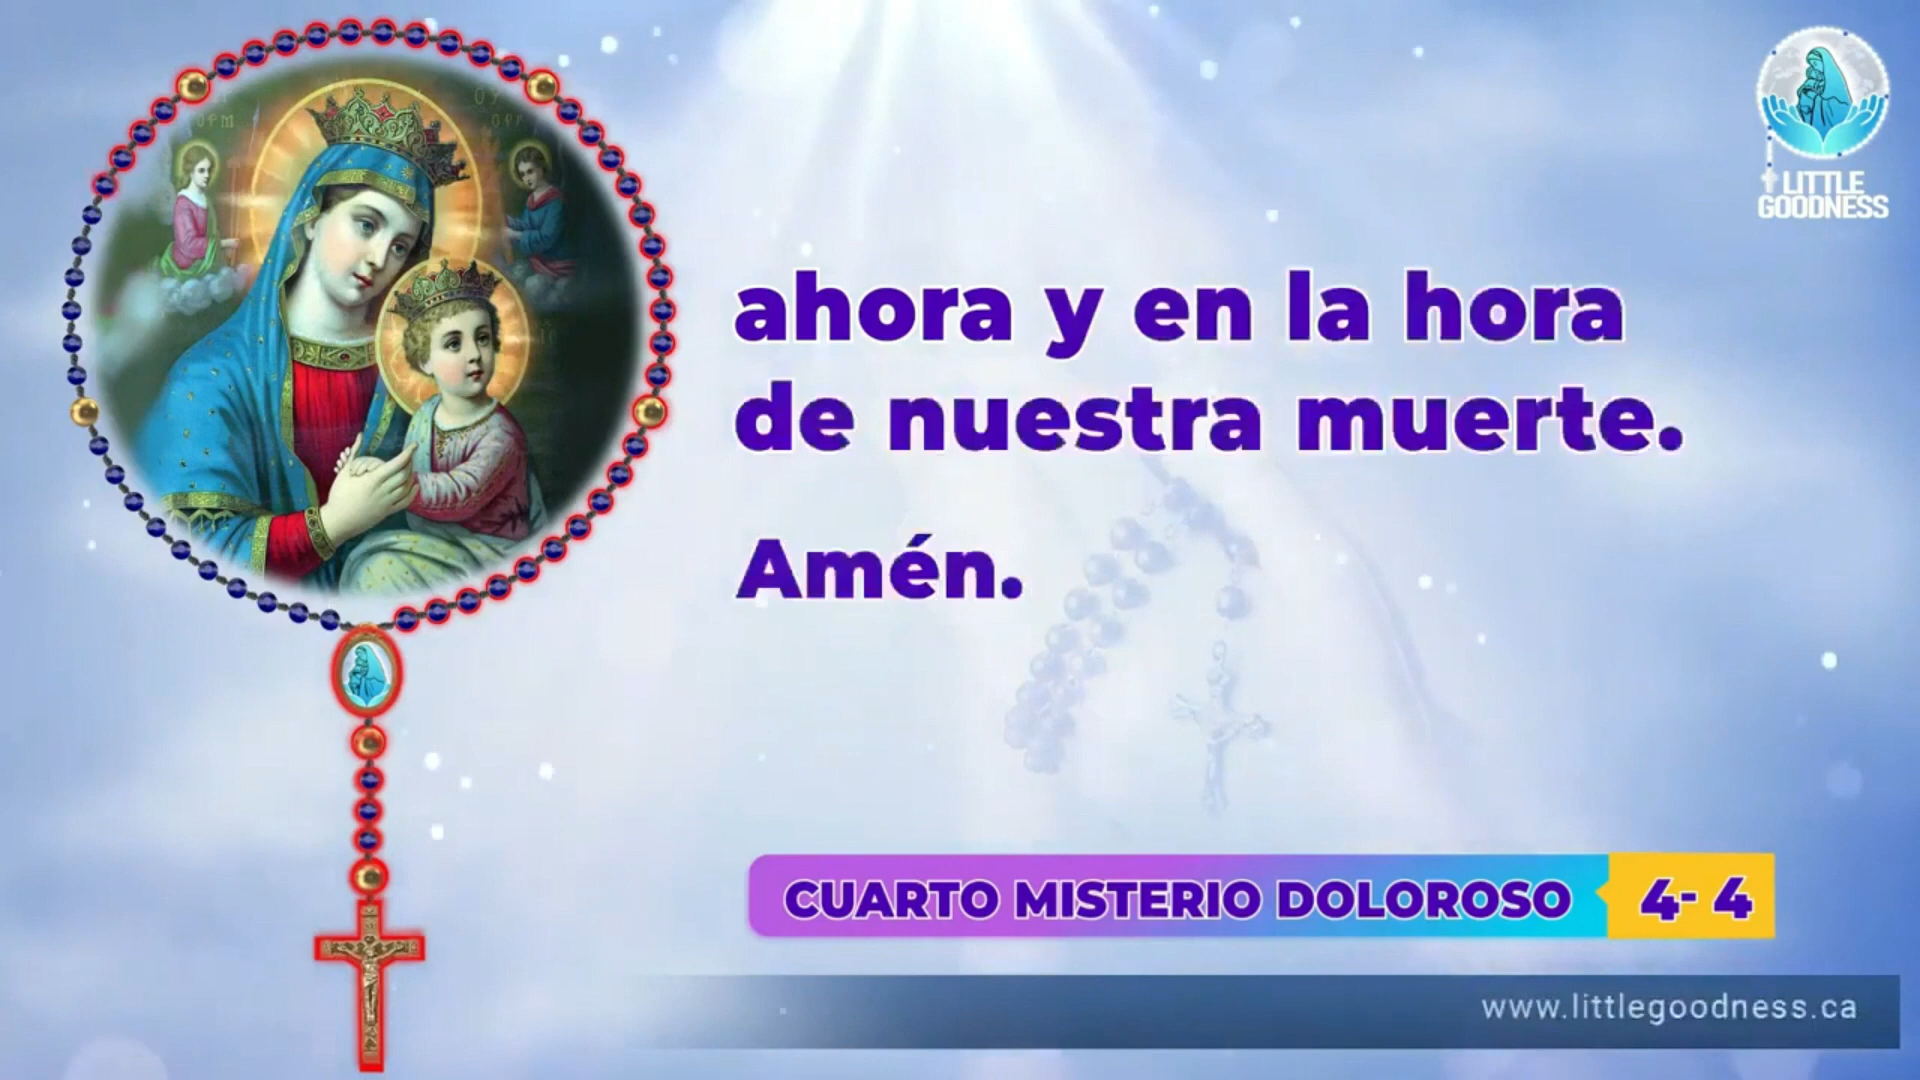 LITTLE
GOODNESS
ahora y en la hora
de nuestra muerte.
Amén.
CUARTO MISTERIO DOLOROSO 4- 4
www.littlegoodness.ca